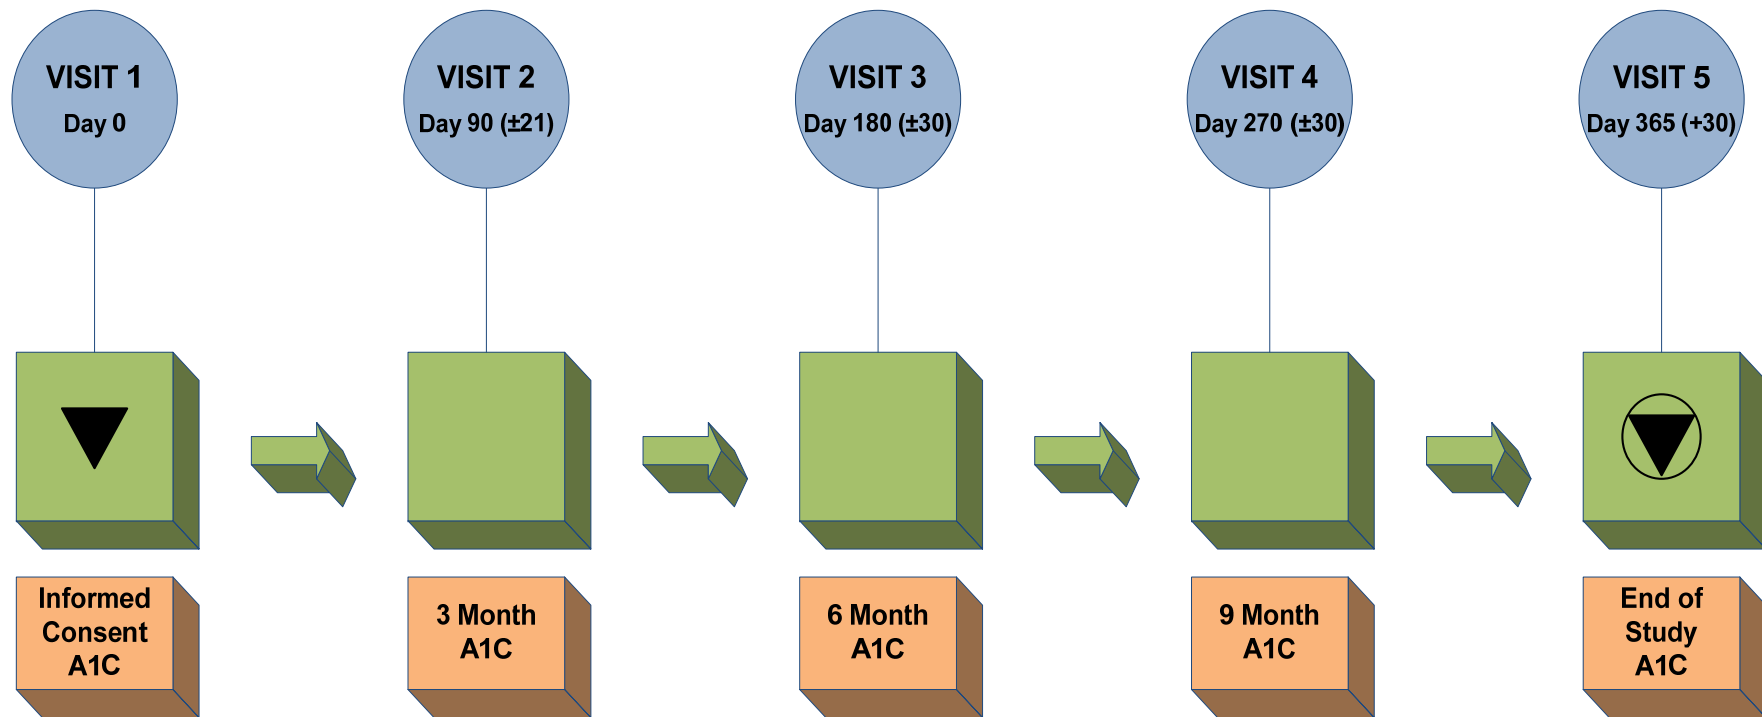 VISIT 1
Day 0
VISIT 2
Day 90 (±21)
VISIT 3
Day 180 (±30)
VISIT 4
Day 270 (±30)
VISIT 5
Day 365 (+30)
Informed
Consent
A1C
3 Month
A1C
6 Month
A1C
9 Month
A1C
End of
Study
A1C